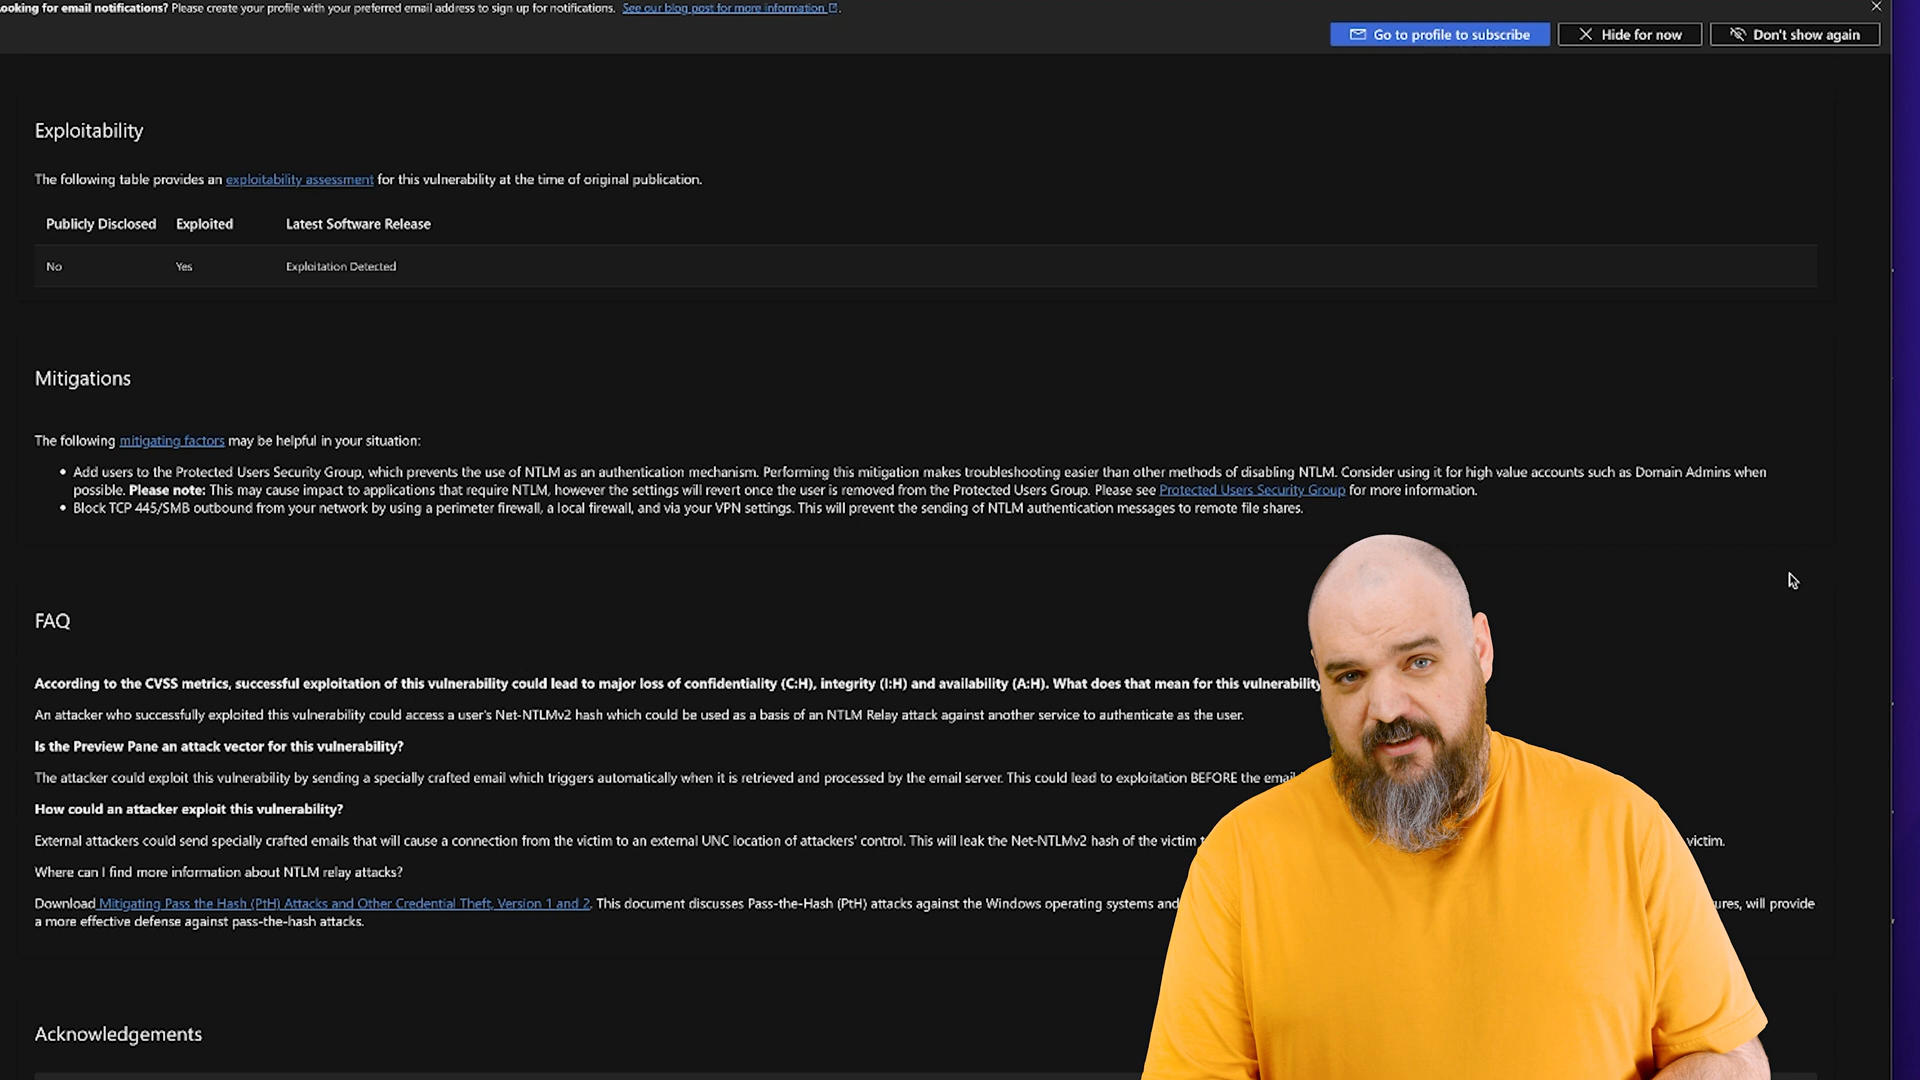 ooking for email notifications? Please create your profile with your preferred email address to sign up for notifications. See our blog post for more information.
Go to profile to subscribe
Hide for now
Don't show again
Exploitability
The following table provides an exploitability assessment for this vulnerability at the time of original publication.
Publicly Disclosed Exploited Latest Software Release
No Yes Exploitation Detected
Mitigations
The following mitigating factors may be helpful in your situation:
• Add users to the Protected Users Security Group, which prevents the use of NTLM as an authentication mechanism. Performing this mitigation makes troubleshooting easier than other methods of disabling NTLM. Consider using it for high value accounts such as Domain Admins when
possible. Please note: This may cause impact to applications that require NTLM, however the settings will revert once the user is removed from the Protected Users Group. Please see Protected Users Security Group for more information.
• Block TCP 445/SMB outbound from your network by using a perimeter firewall, a local firewall, and via your VPN settings. This will prevent the sending of NTLM authentication messages to remote file shares.
FAQ
According to the CVSS metrics, successful exploitation of this vulnerability could lead to major loss of confidentiality (C:H), integrity (I:H) and availability (A:H). What does that mean for this vulnerability
An attacker who successfully exploited this vulnerability could access a user's Net-NTLMv2 hash which could be used as a basis of an NTLM Relay attack against another service to authenticate as the user.
Is the Preview Pane an attack vector for this vulnerability?
The attacker could exploit this vulnerability by sending a specially crafted email which triggers automatically when it is retrieved and processed by the email server. This could lead to exploitation BEFORE the email
How could an attacker exploit this vulnerability?
External attackers could send specially crafted emails that will cause a connection from the victim to an external UNC location of attackers' control. This will leak the Net-NTLMv2 hash of the victim victim.
Where can I find more information about NTLM relay attacks?
Download Mitigating Pass the Hash (PtH) Attacks and Other Credential Theft, Version 1 and 2. This document discusses Pass-the-Hash (PtH) attacks against the Windows operating systems and ures, will provide
a more effective defense against pass-the-hash attacks.
Acknowledgements